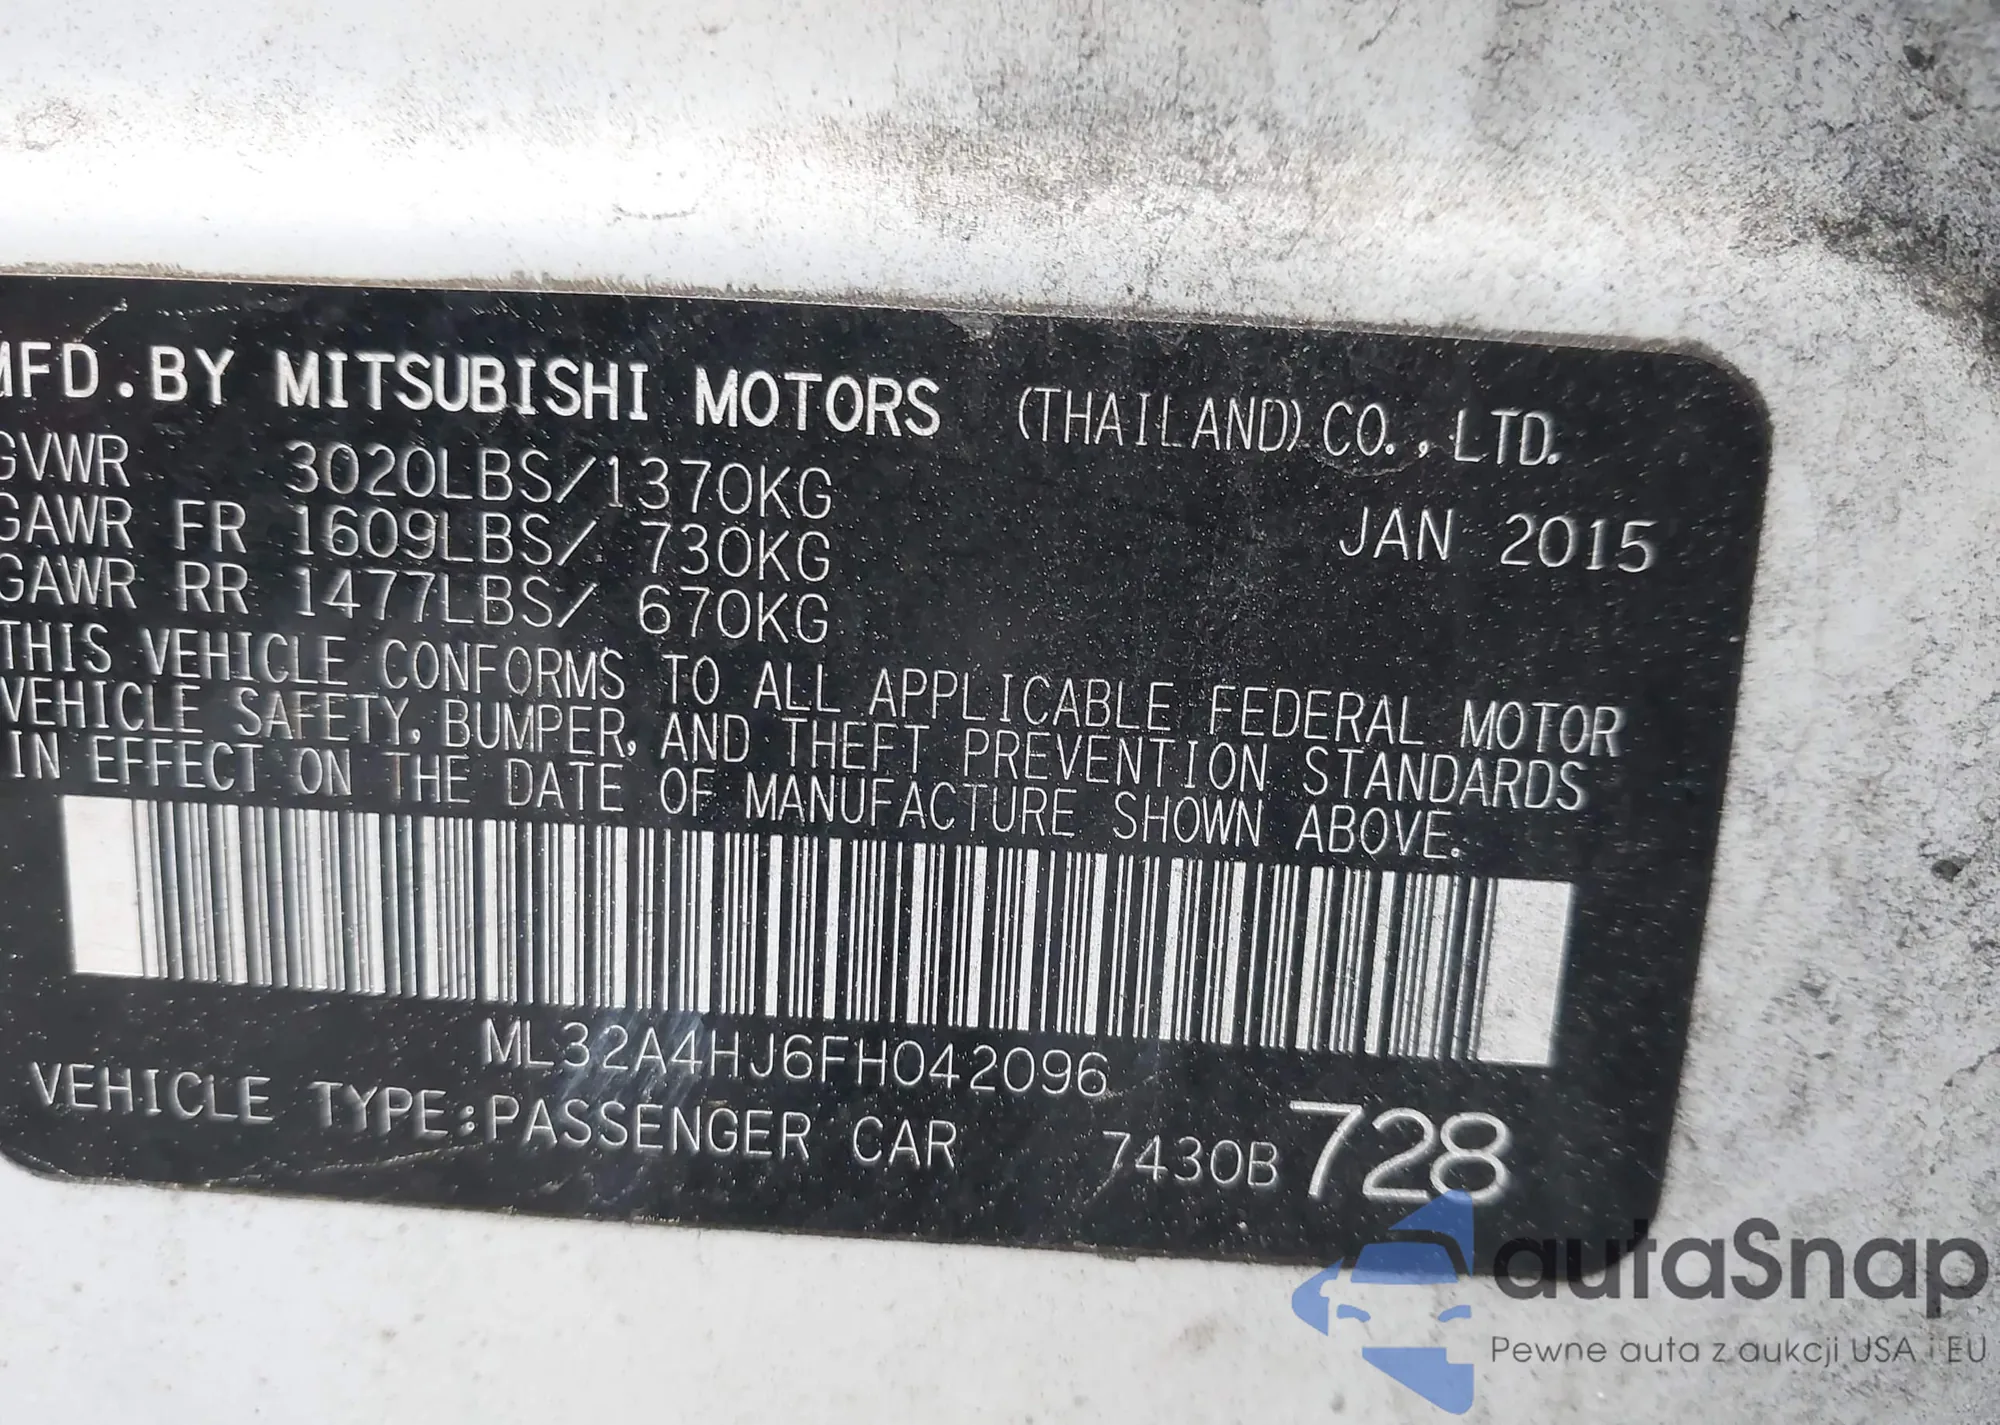 MFD.BY MITSUBISHI MOTORS (THAILAND) CO.,LTD.
GVWR 3020LBS/1370KG
GAWR FR 1609LBS/ 730KG JAN 2015
GAWR RR 1477LBS/ 670KG
THIS VEHICLE CONFORMS TO ALL APPLICABLE FEDERAL MOTOR
VEHICLE SAFETY, BUMPER, AND THEFT PREVENTION STANDARDS
IN EFFECT ON THE DATE OF MANUFACTURE SHOWN ABOVE.
ML32A4HJ6FH042096
VEHICLE TYPE:PASSENGER CAR 7430B 728
autaSnap
Pewne auta z aukcji USA i EU